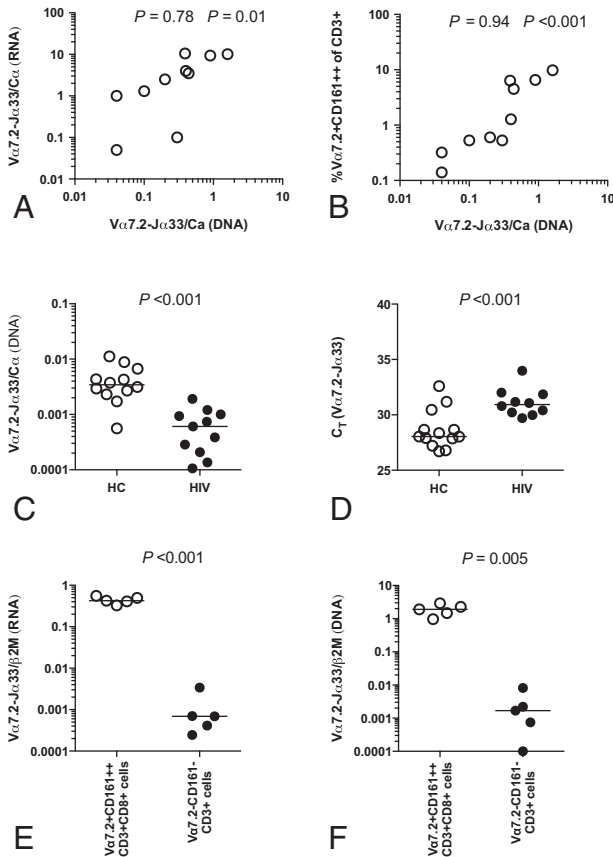 P = 0.78 P = 0.01
Vα7.2-Jα33/Cα (RNA)
100
10
1
0.1
0.01
0.01 0.1 1 10
Vα7.2-Jα33/Ca (DNA)
A
P = 0.94 P <0.001
%Vα7.2+CD161++ of CD3+
100
10
1
0.1
0.01 0.1 1 10
Vα7.2-Jα33/Ca (DNA)
B
P <0.001
Vα7.2-Jα33/Cα (DNA)
0.1
0.01
0.001
0.0001
HC HIV
C
P <0.001
CT (Vα7.2-Jα33)
40
35
30
25
HC HIV
D
P <0.001
Vα7.2-Jα33/β2M (RNA)
1
0.1
0.01
0.001
0.0001
Vα7.2+CD161++
CD3+CD8+ cells
Vα7.2-CD161-
CD3+ cells
E
P = 0.005
Vα7.2-Jα33/β2M (DNA)
10
1
0.1
0.01
0.001
0.0001
Vα7.2+CD161++
CD3+CD8+ cells
Vα7.2-CD161-
CD3+ cells
F